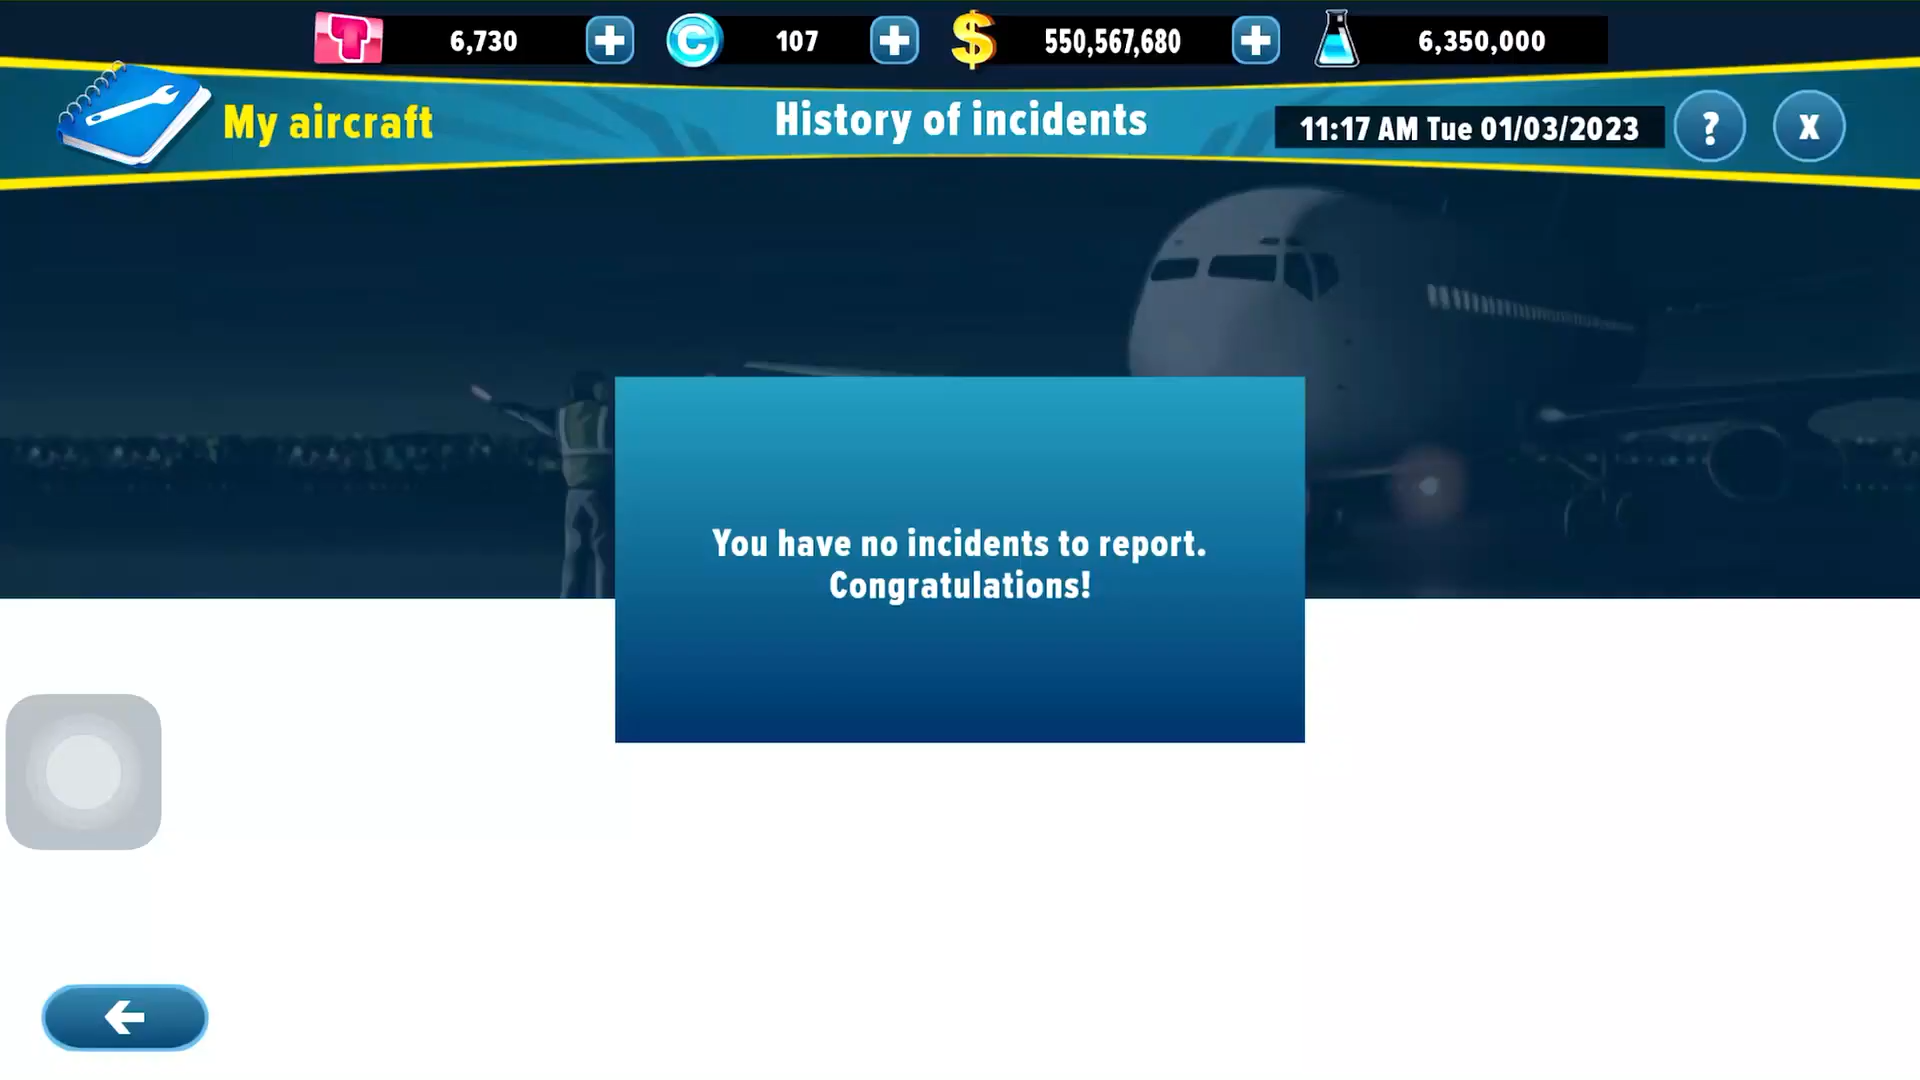 6,730
107
550,567,680
6,350,000
My aircraft
History of incidents
11:17 AM Tue 01/03/2023
?
X
You have no incidents to report.
Congratulations!